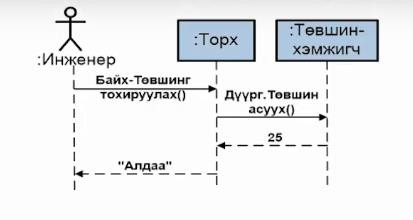 :Инженер
:Торх
:Төвшин-
хэмжигч
Байх-Төвшинг
тохируулах()
Дүүрг.Төвшин
асуух()
25
"Алдаа"